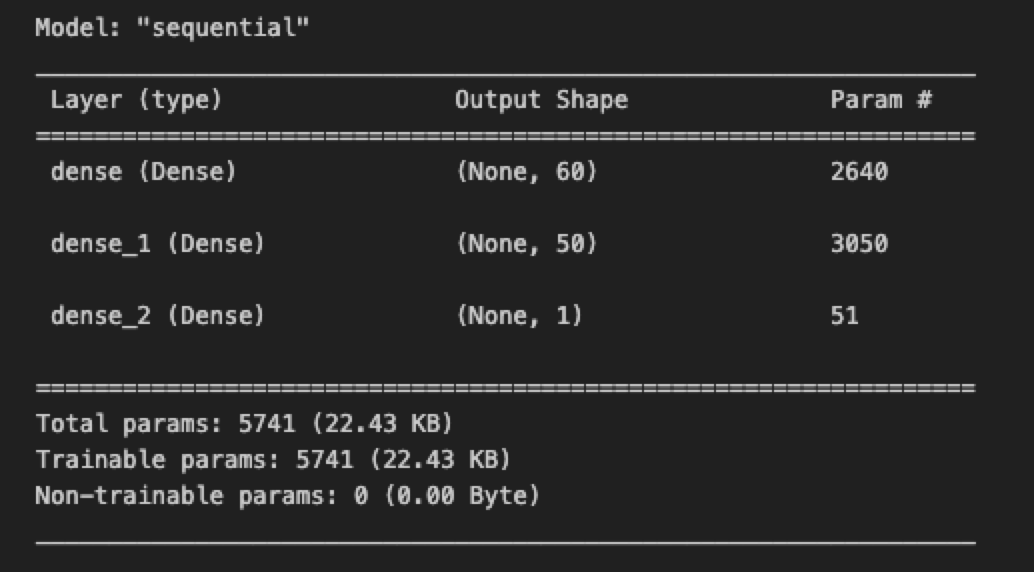 Model: "sequential"
Layer (type) Output Shape Param #
=================================================================
dense (Dense) (None, 60) 2640
dense_1 (Dense) (None, 50) 3050
dense_2 (Dense) (None, 1) 51
=================================================================
Total params: 5741 (22.43 KB)
Trainable params: 5741 (22.43 KB)
Non-trainable params: 0 (0.00 Byte)